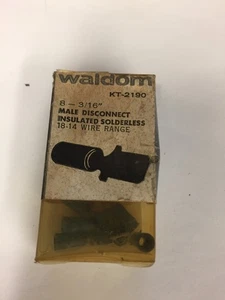 waldom
KT-2190
8 - 3/16"
MALE DISCONNECT
INSULATED SOLDERLESS
18-14 WIRE RANGE